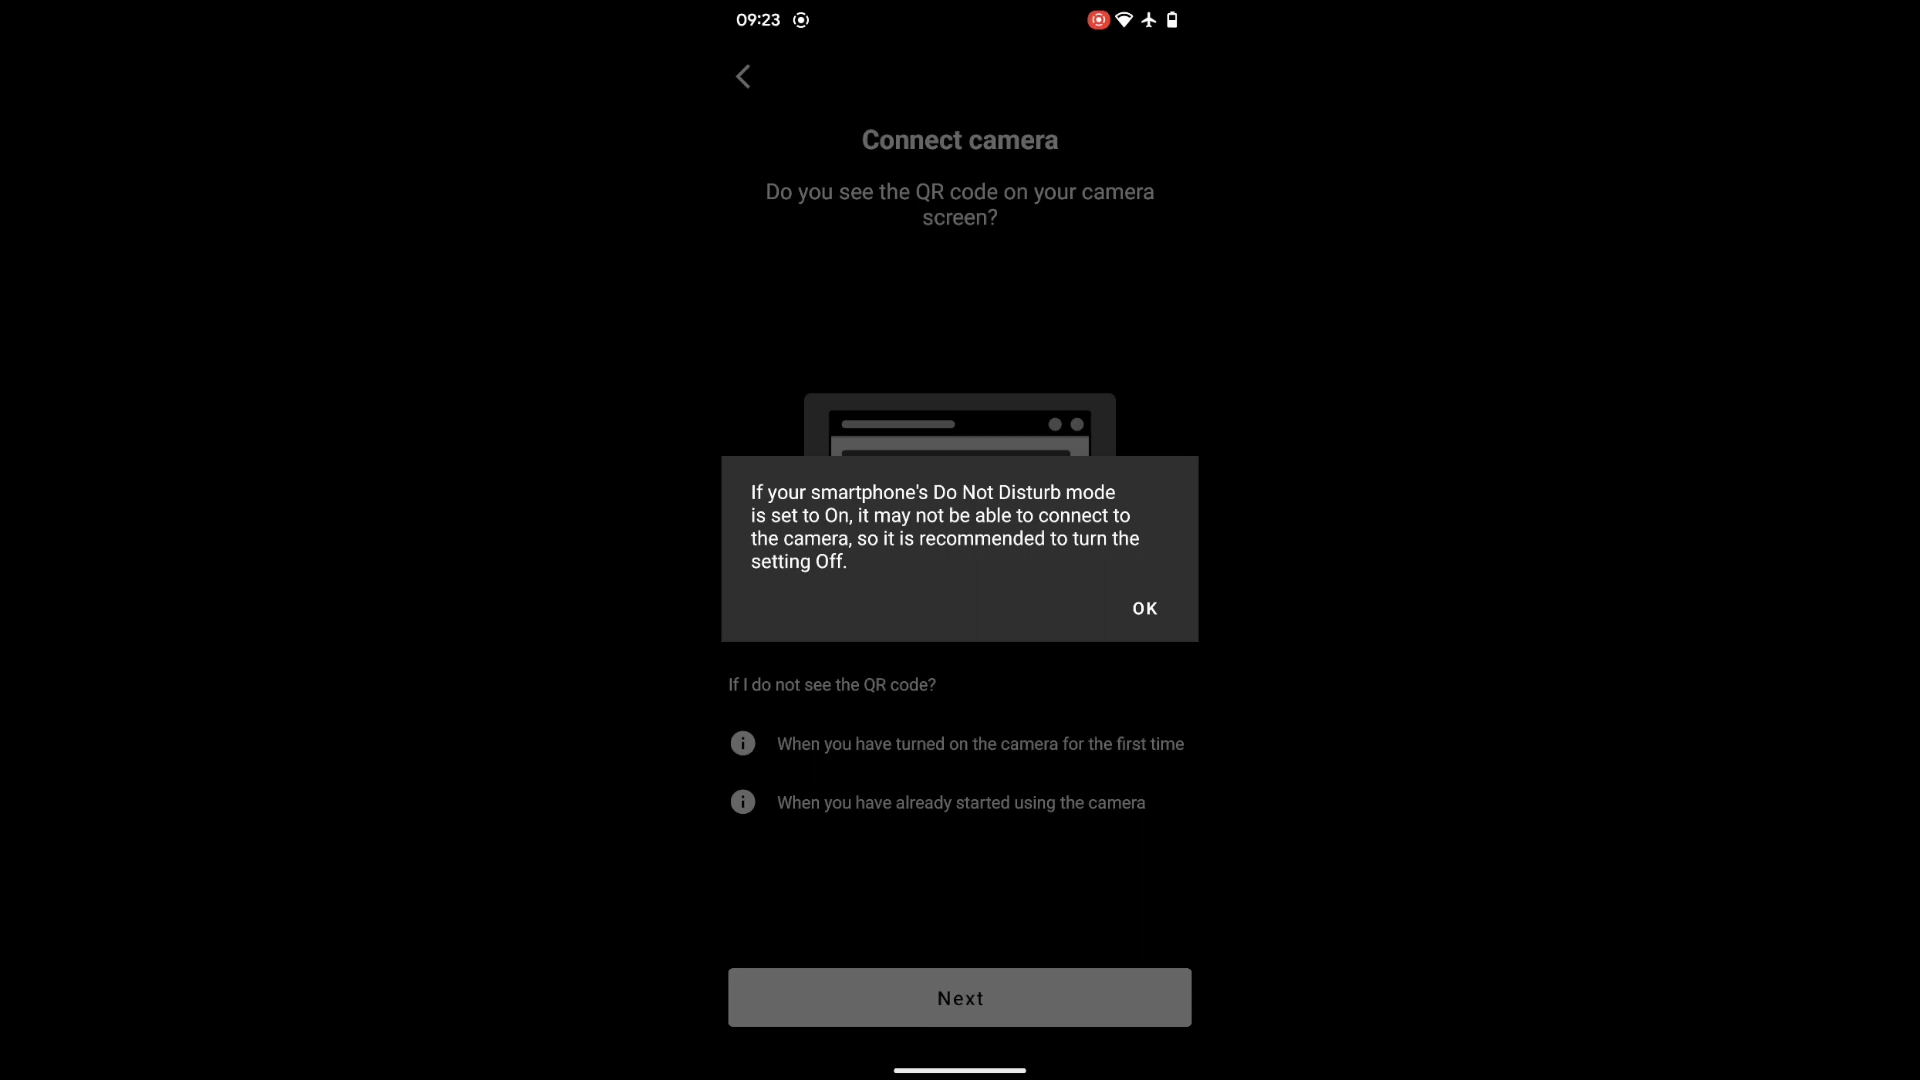 09:23
Connect camera
Do you see the QR code on your camera
screen?
If your smartphone's Do Not Disturb mode
is set to On, it may not be able to connect to
the camera, so it is recommended to turn the
setting Off.
OK
If I do not see the QR code?
When you have turned on the camera for the first time
When you have already started using the camera
Next